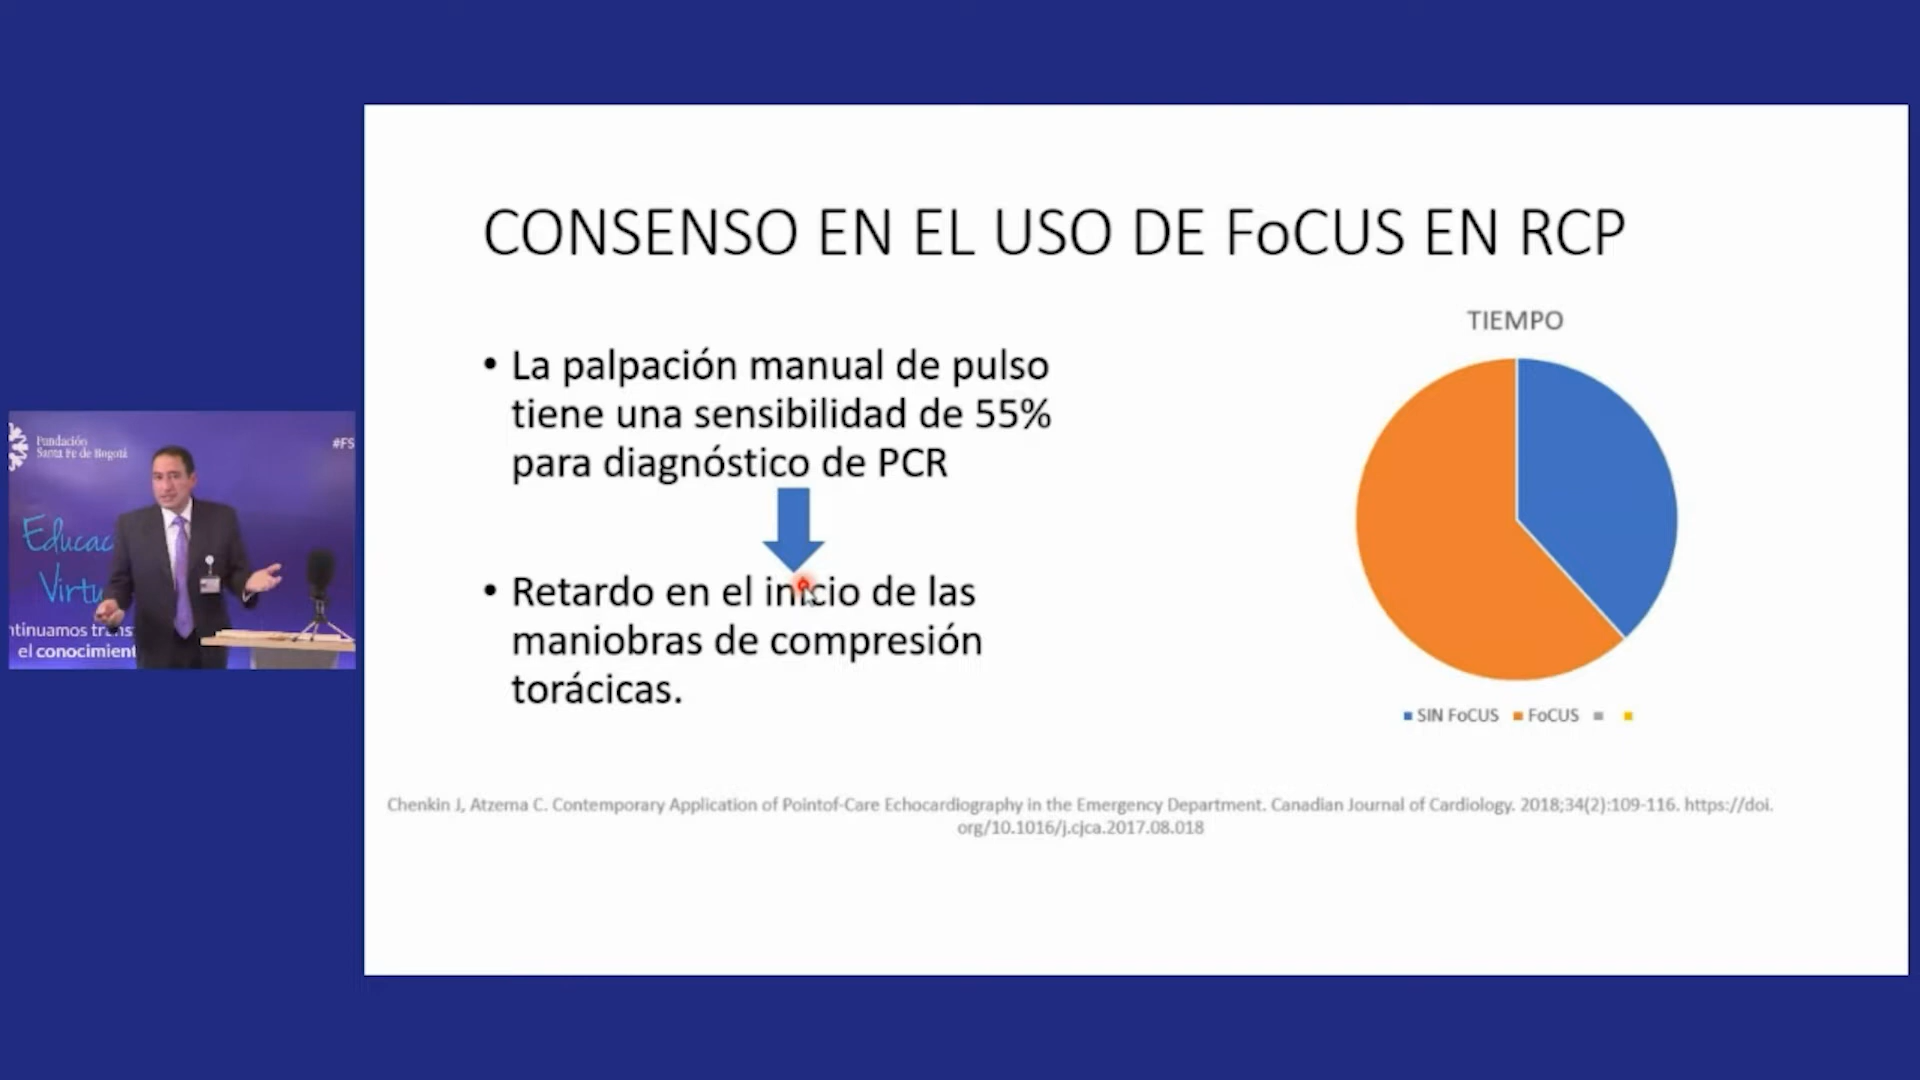 CONSENSO EN EL USO DE FoCUS EN RCP
• La palpación manual de pulso
tiene una sensibilidad de 55%
para diagnóstico de PCR
• Retardo en el inicio de las
maniobras de compresión
torácicas.
TIEMPO
SIN FoCUS FoCUS
Chenkin J, Atzema C. Contemporary Application of Pointof-Care Echocardiography in the Emergency Department. Canadian Journal of Cardiology. 2018;34(2):109-116. https://doi.
org/10.1016/j.cjca.2017.08.018
Fundación
Santa Fe de Bogotá
#FS
Educac
Virtu
ntinuamos trans
el conocimient